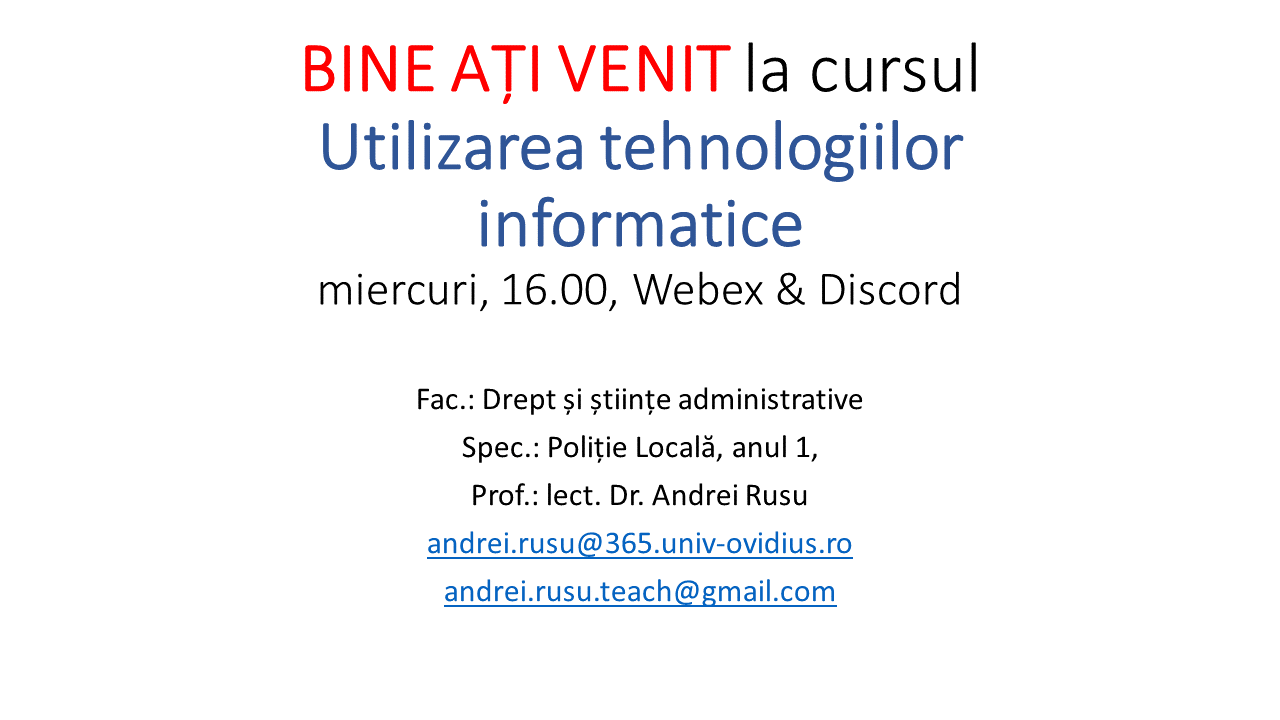 BINE AȚI VENIT la cursul
Utilizarea tehnologiilor
informatice
miercuri, 16.00, Webex & Discord
Fac.: Drept și științe administrative
Spec.: Poliție Locală, anul 1,
Prof.: lect. Dr. Andrei Rusu
andrei.rusu@365.univ-ovidius.ro
andrei.rusu.teach@gmail.com